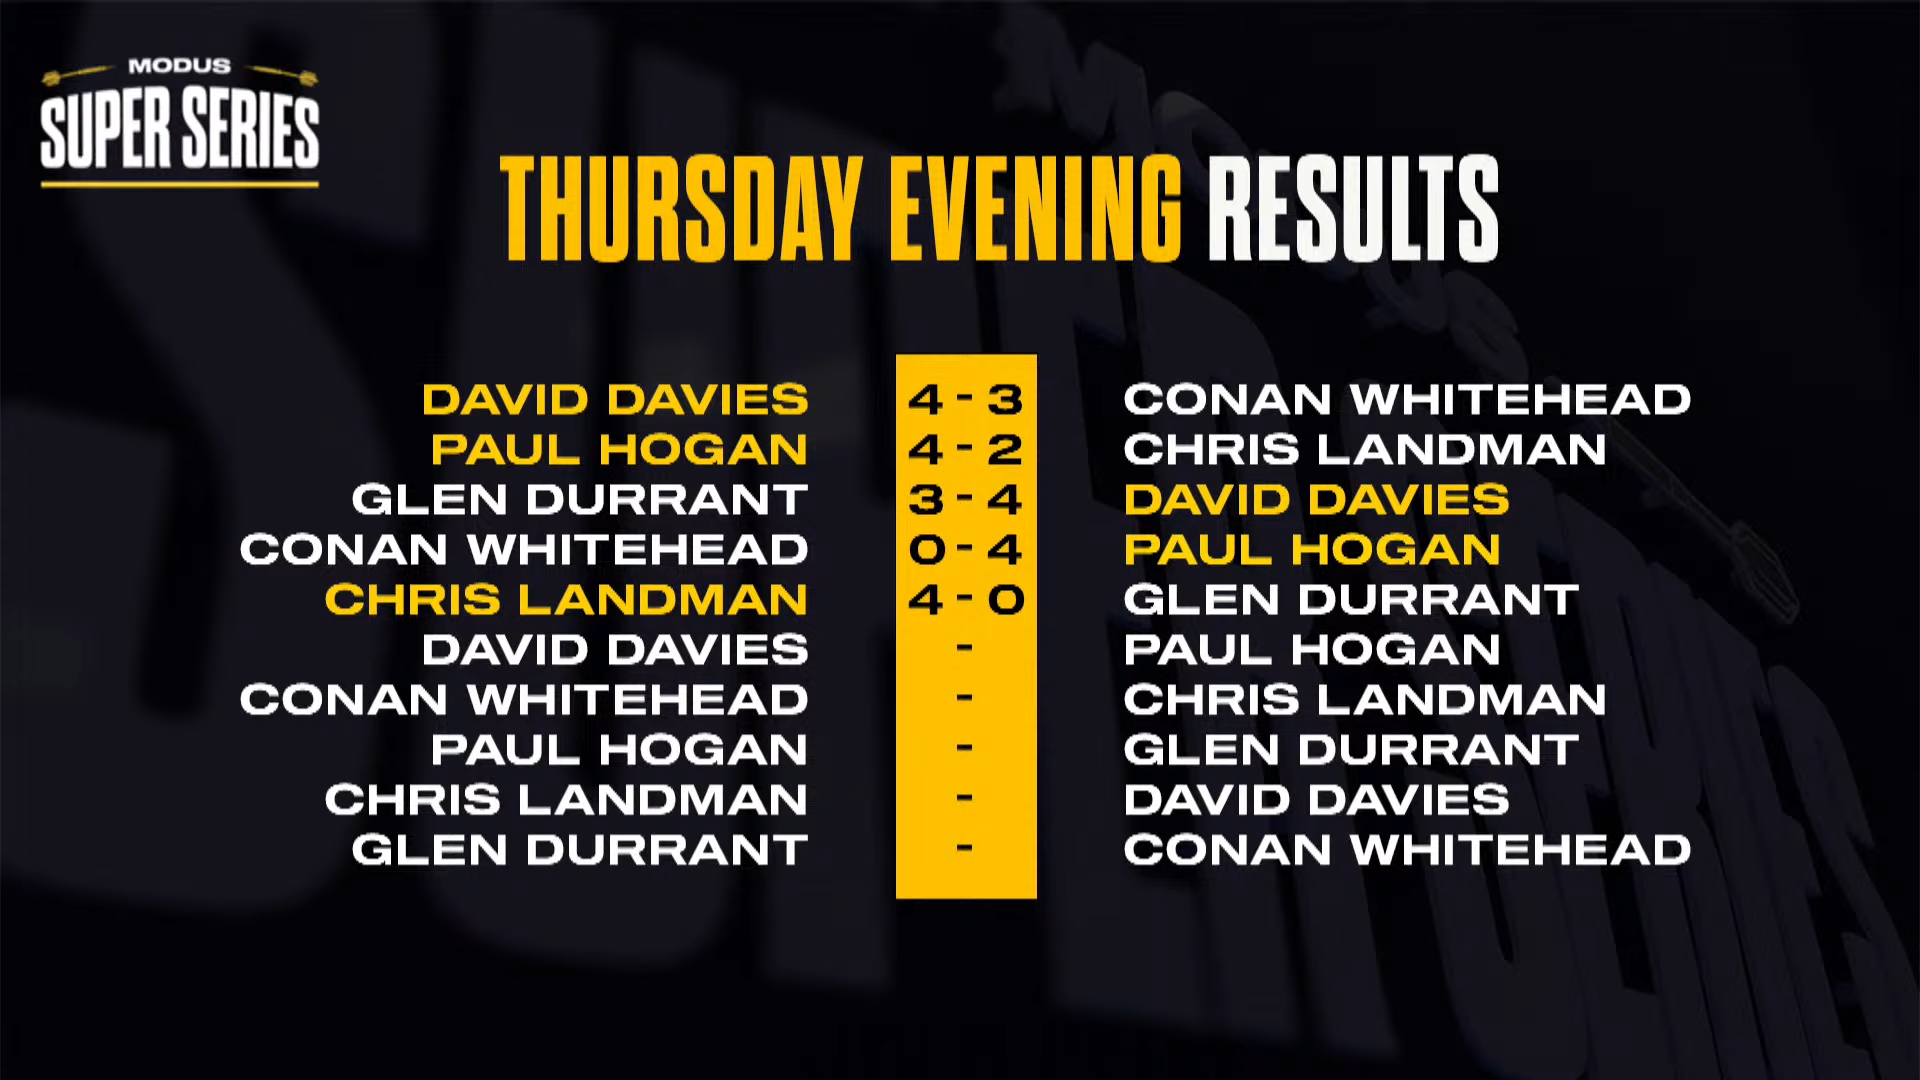 MODUS
SUPER SERIES
THURSDAY EVENING RESULTS
DAVID DAVIES 4 - 3 CONAN WHITEHEAD
PAUL HOGAN 4 - 2 CHRIS LANDMAN
GLEN DURRANT 3 - 4 DAVID DAVIES
CONAN WHITEHEAD 0 - 4 PAUL HOGAN
CHRIS LANDMAN 4 - 0 GLEN DURRANT
DAVID DAVIES - PAUL HOGAN
CONAN WHITEHEAD - CHRIS LANDMAN
PAUL HOGAN - GLEN DURRANT
CHRIS LANDMAN - DAVID DAVIES
GLEN DURRANT - CONAN WHITEHEAD